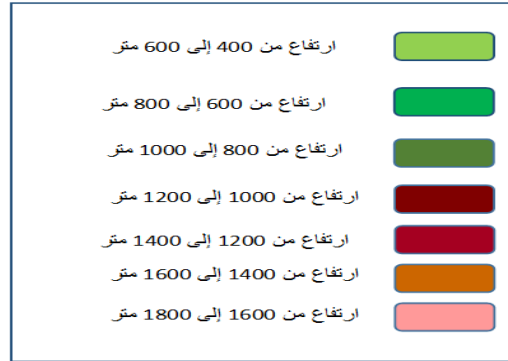 ارتفاع من 400 إلى 600 متر
ارتفاع من 600 إلى 800 متر
ارتفاع من 800 إلى 1000 متر
ارتفاع من 1000 إلى 1200 متر
ارتفاع من 1200 إلى 1400 متر
ارتفاع من 1400 إلى 1600 متر
ارتفاع من 1600 إلى 1800 متر